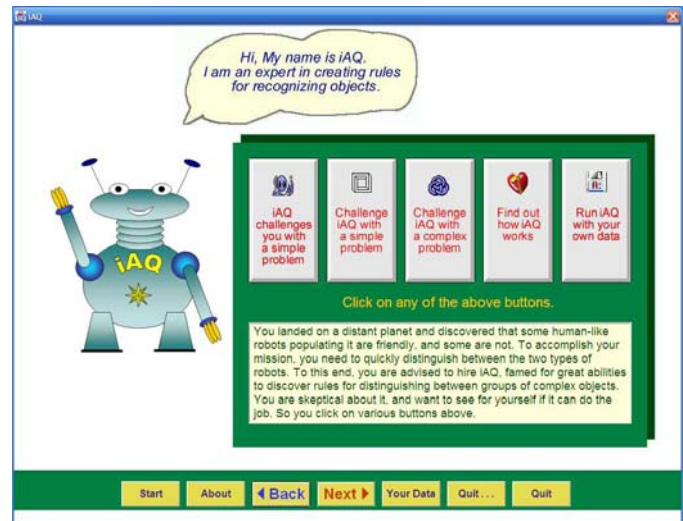 iAQ
Hi, My name is iAQ.
I am an expert in creating rules
for recognizing objects.
iAQ
iAQ
challenges
you with
a simple
problem
Challenge
iAQ with
a simple
problem
Challenge
iAQ with
a complex
problem
Find out
how iAQ
works
Run iAQ
with your
own data
Click on any of the above buttons.
You landed on a distant planet and discovered that some human-like
robots populating it are friendly, and some are not. To accomplish your
mission, you need to quickly distinguish between the two types of
robots. To this end, you are advised to hire iAQ, famed for great abilities
to discover rules for distinguishing between groups of complex objects.
You are skeptical about it, and want to see for yourself if it can do the
job. So you click on various buttons above.
Start
About
Back
Next
Your Data
Quit . . .
Quit